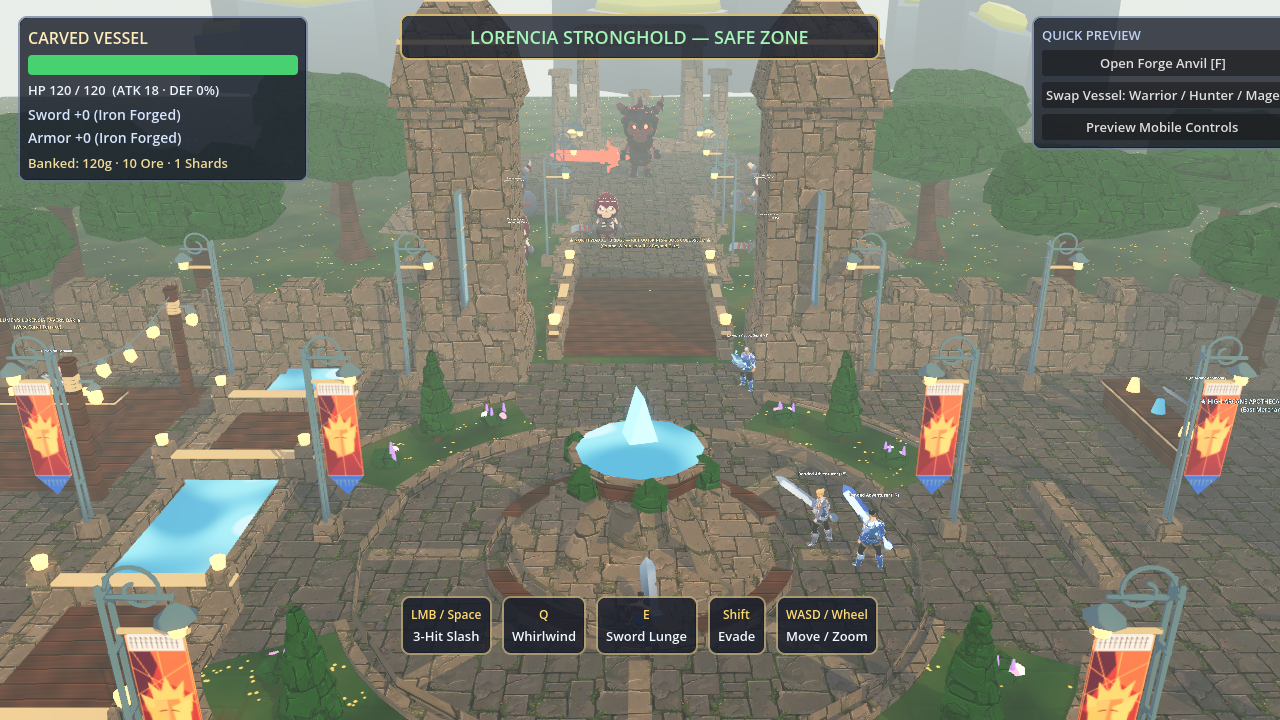 CARVED VESSEL
HP 120 / 120 (ATK 18 · DEF 0%)
Sword +0 (Iron Forged)
Armor +0 (Iron Forged)
Banked: 120g · 10 Ore · 1 Shards
LORENCIA STRONGHOLD — SAFE ZONE
QUICK PREVIEW
Open Forge Anvil [F]
Swap Vessel: Warrior / Hunter / Mage
Preview Mobile Controls
LMB / Space
3-Hit Slash
Q
Whirlwind
E
Sword Lunge
Shift
Evade
WASD / Wheel
Move / Zoom